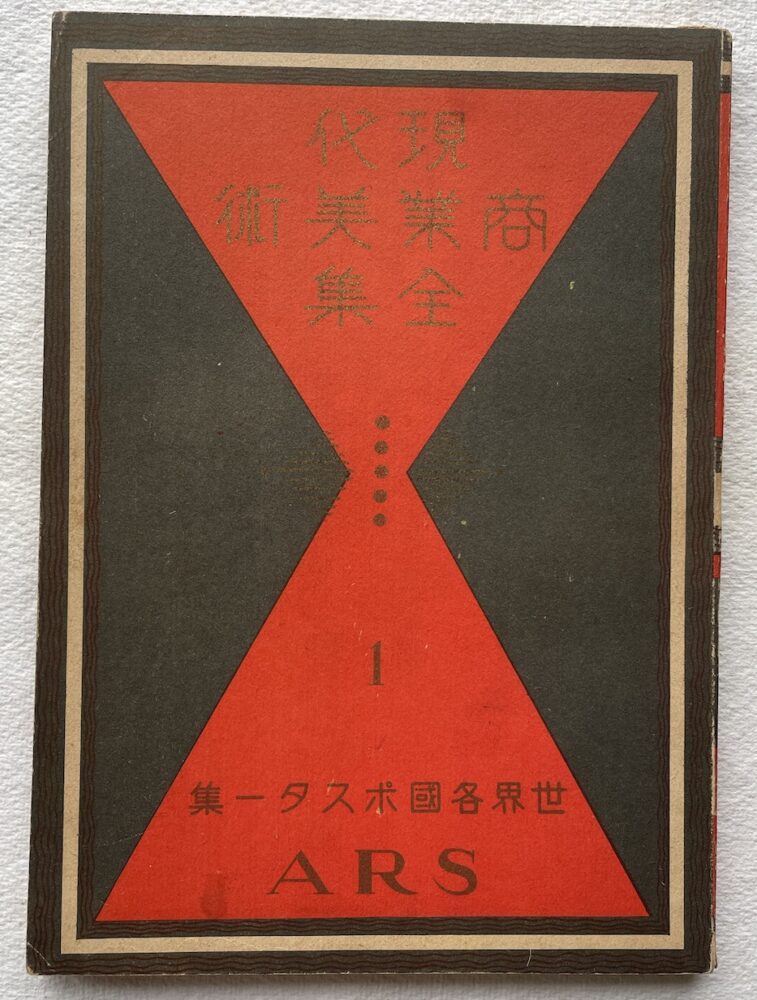 現代
商業美術
全集
1
世界各國ポスター集
ARS